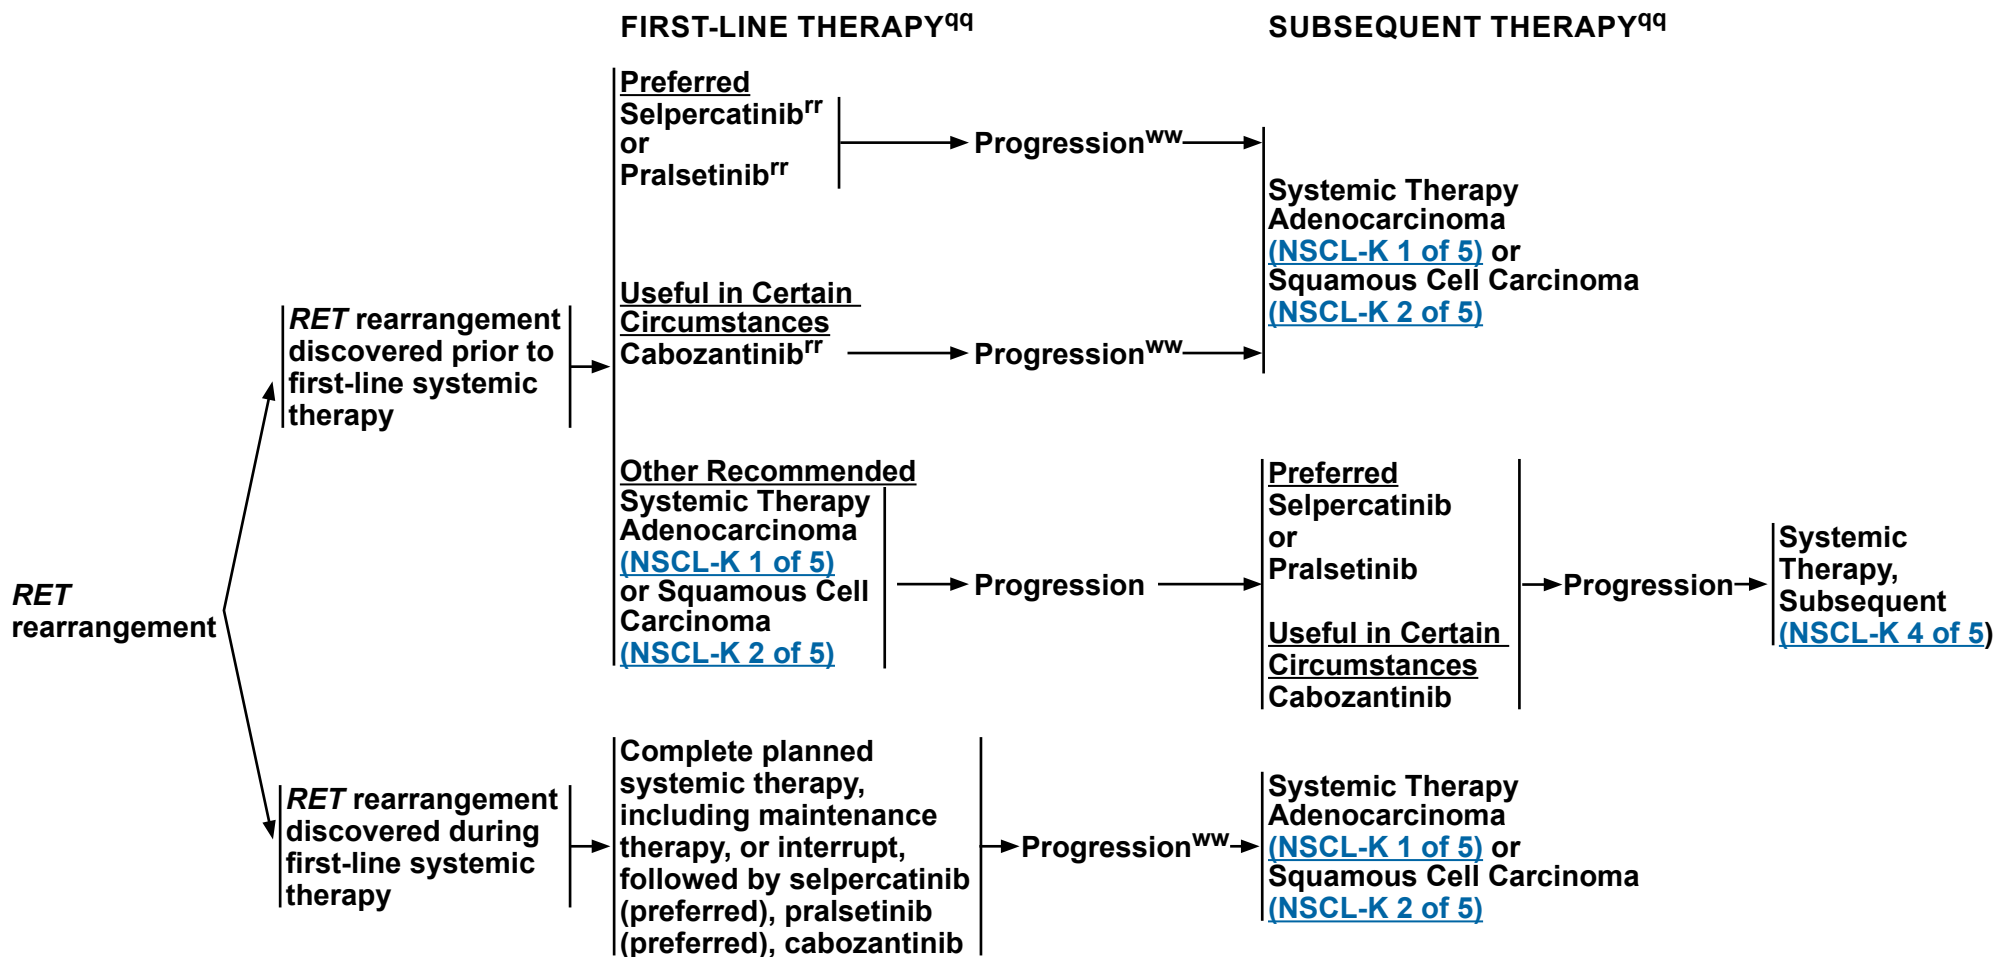 FIRST-LINE THERAPYqq
SUBSEQUENT THERAPYqq
Preferred
Selpercatinibrr
or
Pralsetinibrr
Progressionww
Systemic Therapy
Adenocarcinoma
(NSCL-K 1 of 5) or
Squamous Cell Carcinoma
(NSCL-K 2 of 5)
RET rearrangement
discovered prior to
first-line systemic
therapy
Useful in Certain
Circumstances
Cabozantinibrr
Progressionww
Other Recommended
Systemic Therapy
Adenocarcinoma
(NSCL-K 1 of 5)
or Squamous Cell
Carcinoma
(NSCL-K 2 of 5)
Progression
Preferred
Selpercatinib
or
Pralsetinib
Useful in Certain
Circumstances
Cabozantinib
Progression
Systemic
Therapy,
Subsequent
(NSCL-K 4 of 5)
RET
rearrangement
RET rearrangement
discovered during
first-line systemic
therapy
Complete planned
systemic therapy,
including maintenance
therapy, or interrupt,
followed by selpercatinib
(preferred), pralsetinib
(preferred), cabozantinib
Progressionww
Systemic Therapy
Adenocarcinoma
(NSCL-K 1 of 5) or
Squamous Cell Carcinoma
(NSCL-K 2 of 5)